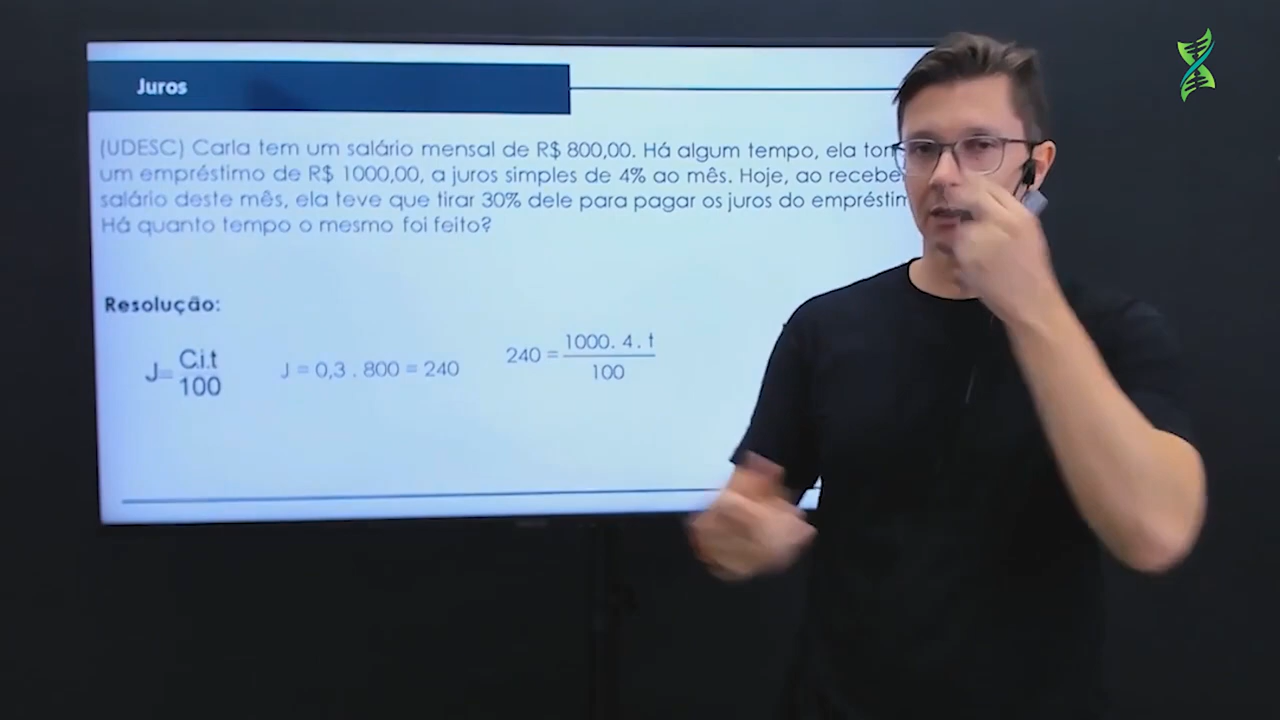 Juros
(UDESC) Carla tem um salário mensal de R$ 800,00. Há algum tempo, ela
um empréstimo de R$ 1000,00, a juros simples de 4% ao mês. Hoje, ao
salário deste mês, ela teve que tirar 30% dele para pagar os juros do
Há quanto tempo o mesmo foi feito?
Resolução:
J= C.i.t
100
J = 0,3 . 800 = 240
240 = 1000. 4 . t
100